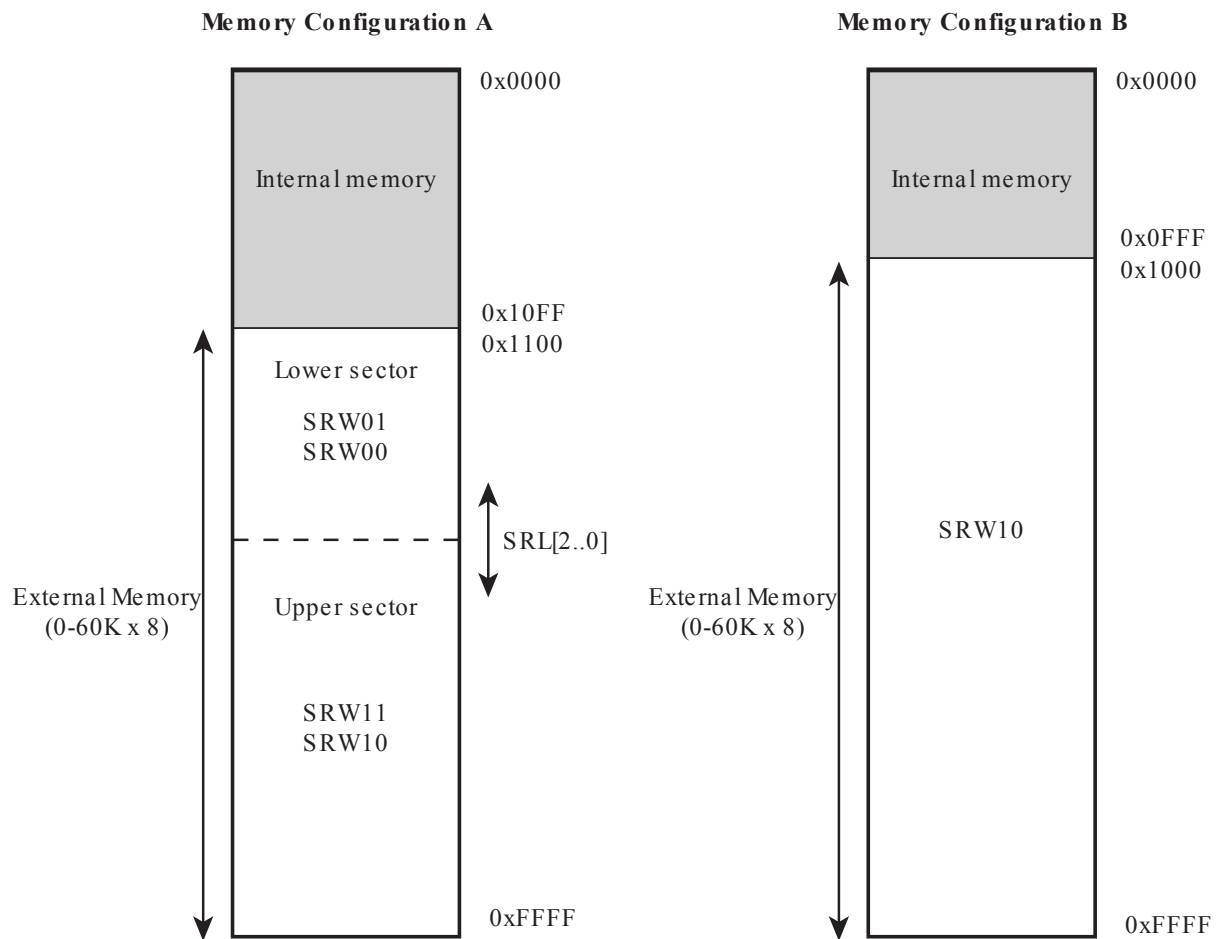 Memory Configuration A
0x0000
Internal memory
0x10FF
0x1100
Lower sector
SRW01
SRW00
SRL[2..0]
External Memory
(0-60K x 8)
Upper sector
SRW11
SRW10
0xFFFF
Memory Configuration B
0x0000
Internal memory
0x0FFF
0x1000
SRW10
External Memory
(0-60K x 8)
0xFFFF